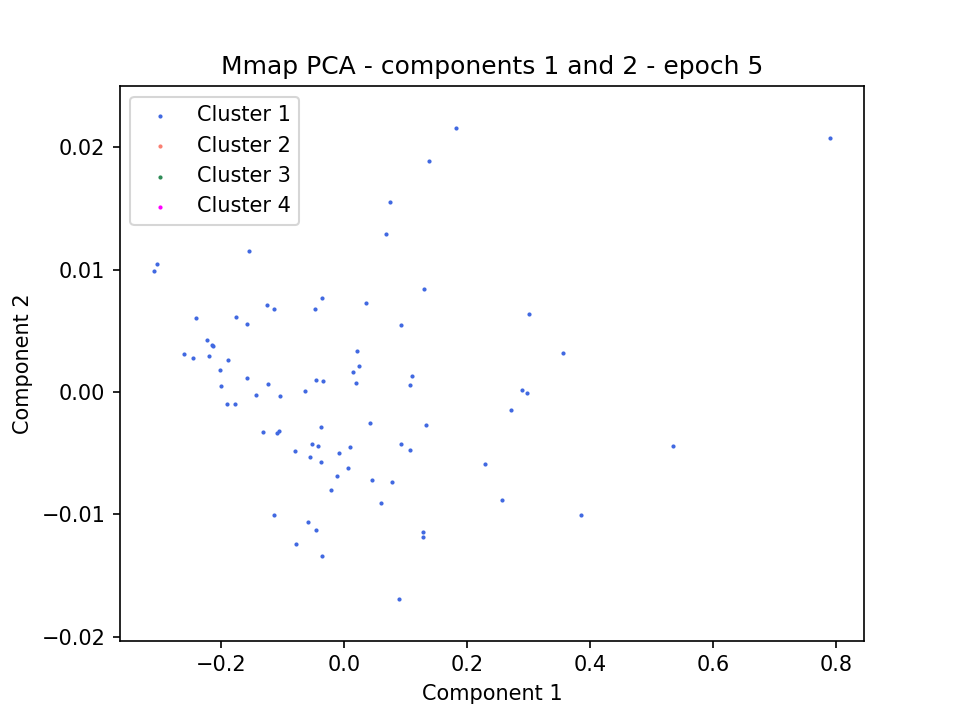 Mmap PCA - components 1 and 2 - epoch 5
Cluster 1
Cluster 2
Cluster 3
Cluster 4
0.02
0.01
0.00
−0.01
−0.02
Component 2
−0.2 0.0 0.2 0.4 0.6 0.8
Component 1